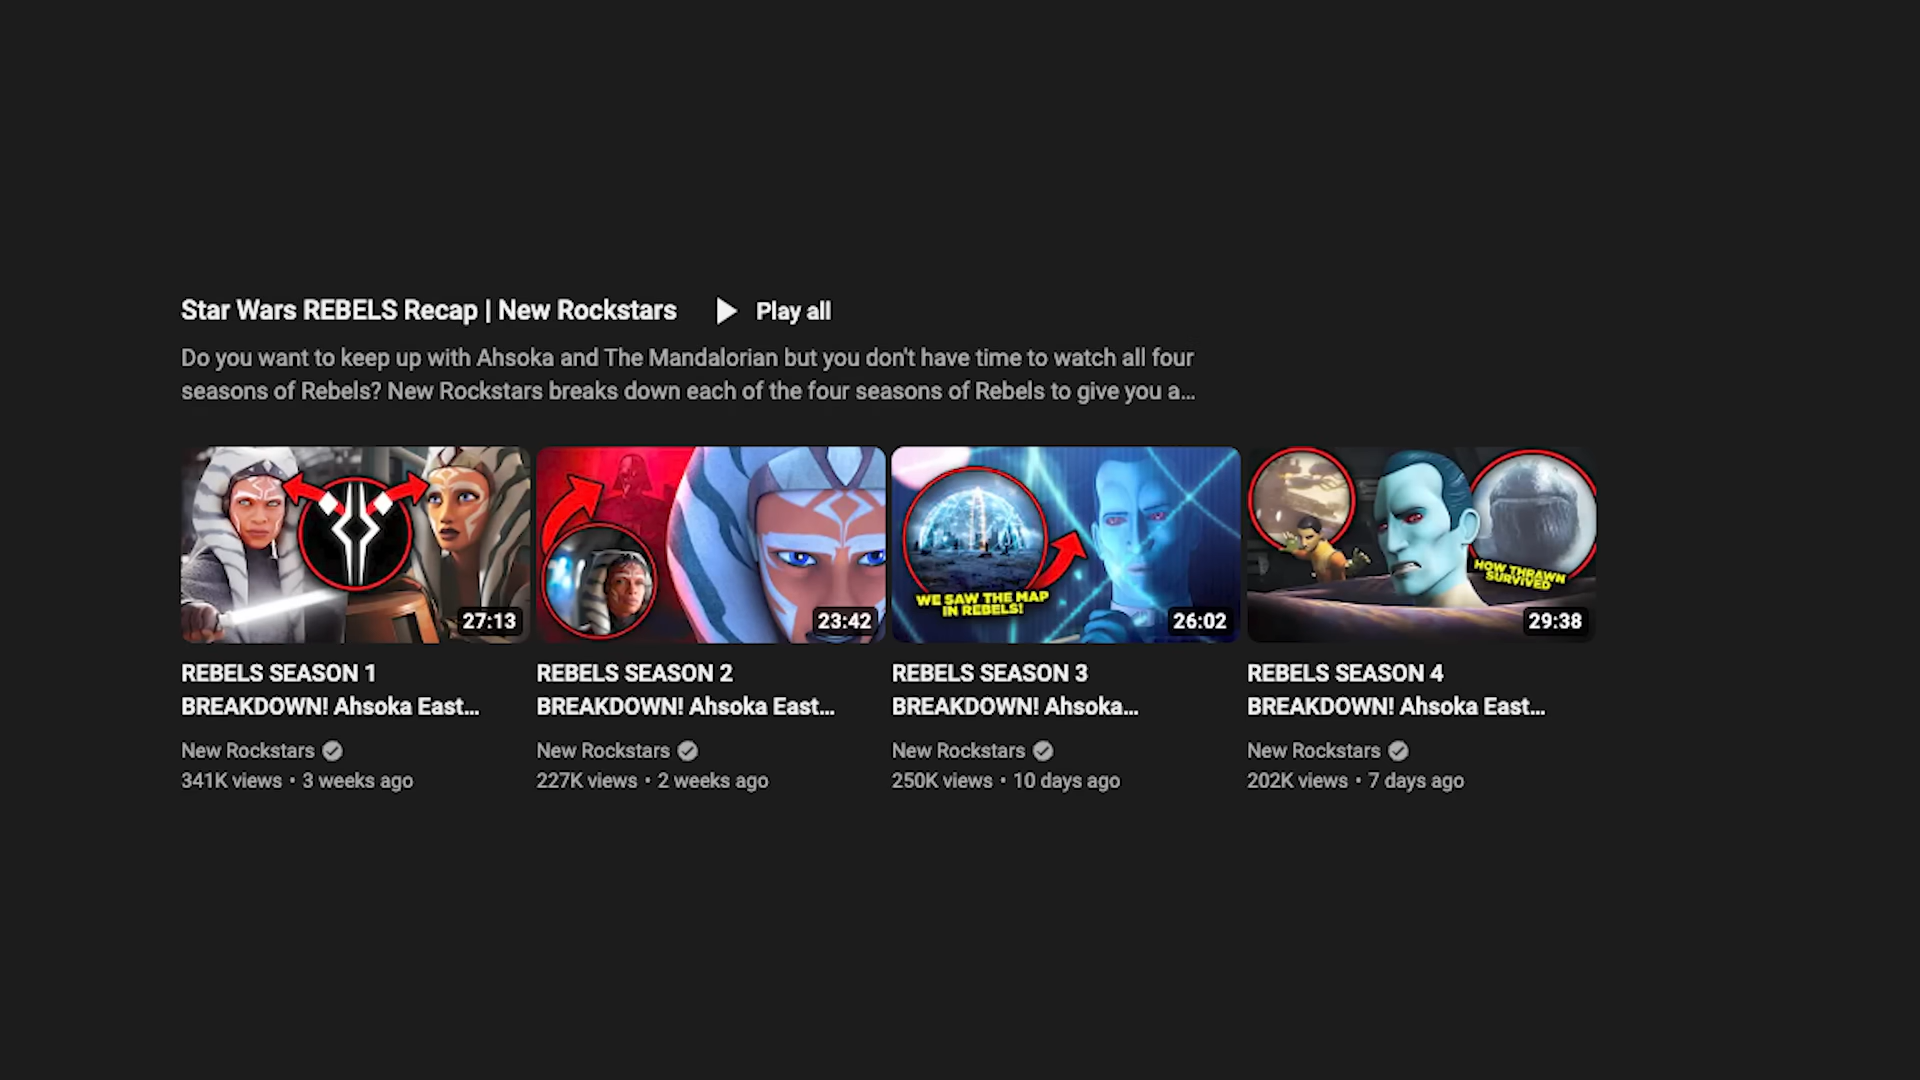 Star Wars REBELS Recap | New Rockstars
Play all
Do you want to keep up with Ahsoka and The Mandalorian but you don't have time to watch all four
seasons of Rebels? New Rockstars breaks down each of the four seasons of Rebels to give you a...
27:13
REBELS SEASON 1
BREAKDOWN! Ahsoka East...
New Rockstars
341K views • 3 weeks ago
23:42
REBELS SEASON 2
BREAKDOWN! Ahsoka East...
New Rockstars
227K views • 2 weeks ago
WE SAW THE MAP
IN REBELS!
26:02
REBELS SEASON 3
BREAKDOWN! Ahsoka...
New Rockstars
250K views • 10 days ago
HOW THRAWN
SURVIVED
29:38
REBELS SEASON 4
BREAKDOWN! Ahsoka East...
New Rockstars
202K views • 7 days ago